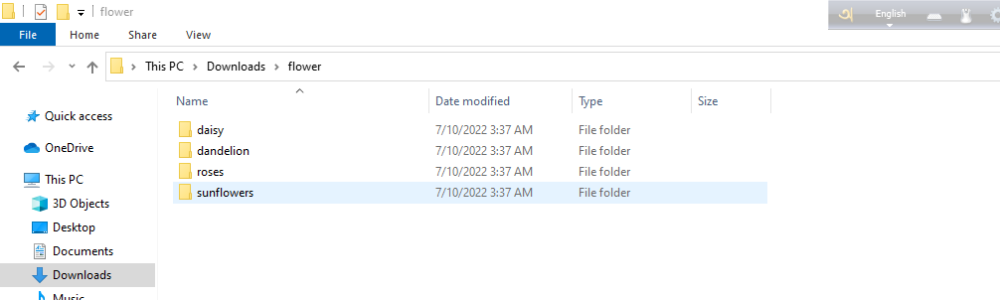 flower
অ English
File Home Share View
This PC Downloads flower
Name Date modified Type Size
Quick access
daisy 7/10/2022 3:37 AM File folder
OneDrive
dandelion 7/10/2022 3:37 AM File folder
This PC
roses 7/10/2022 3:37 AM File folder
3D Objects
sunflowers 7/10/2022 3:37 AM File folder
Desktop
Documents
Downloads
Music